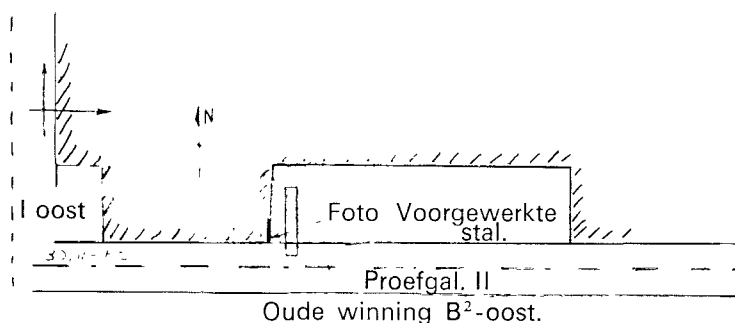 N
I oost
Foto Voorgewerkte
stal.
Proefgal. II
Oude winning B²-oost.